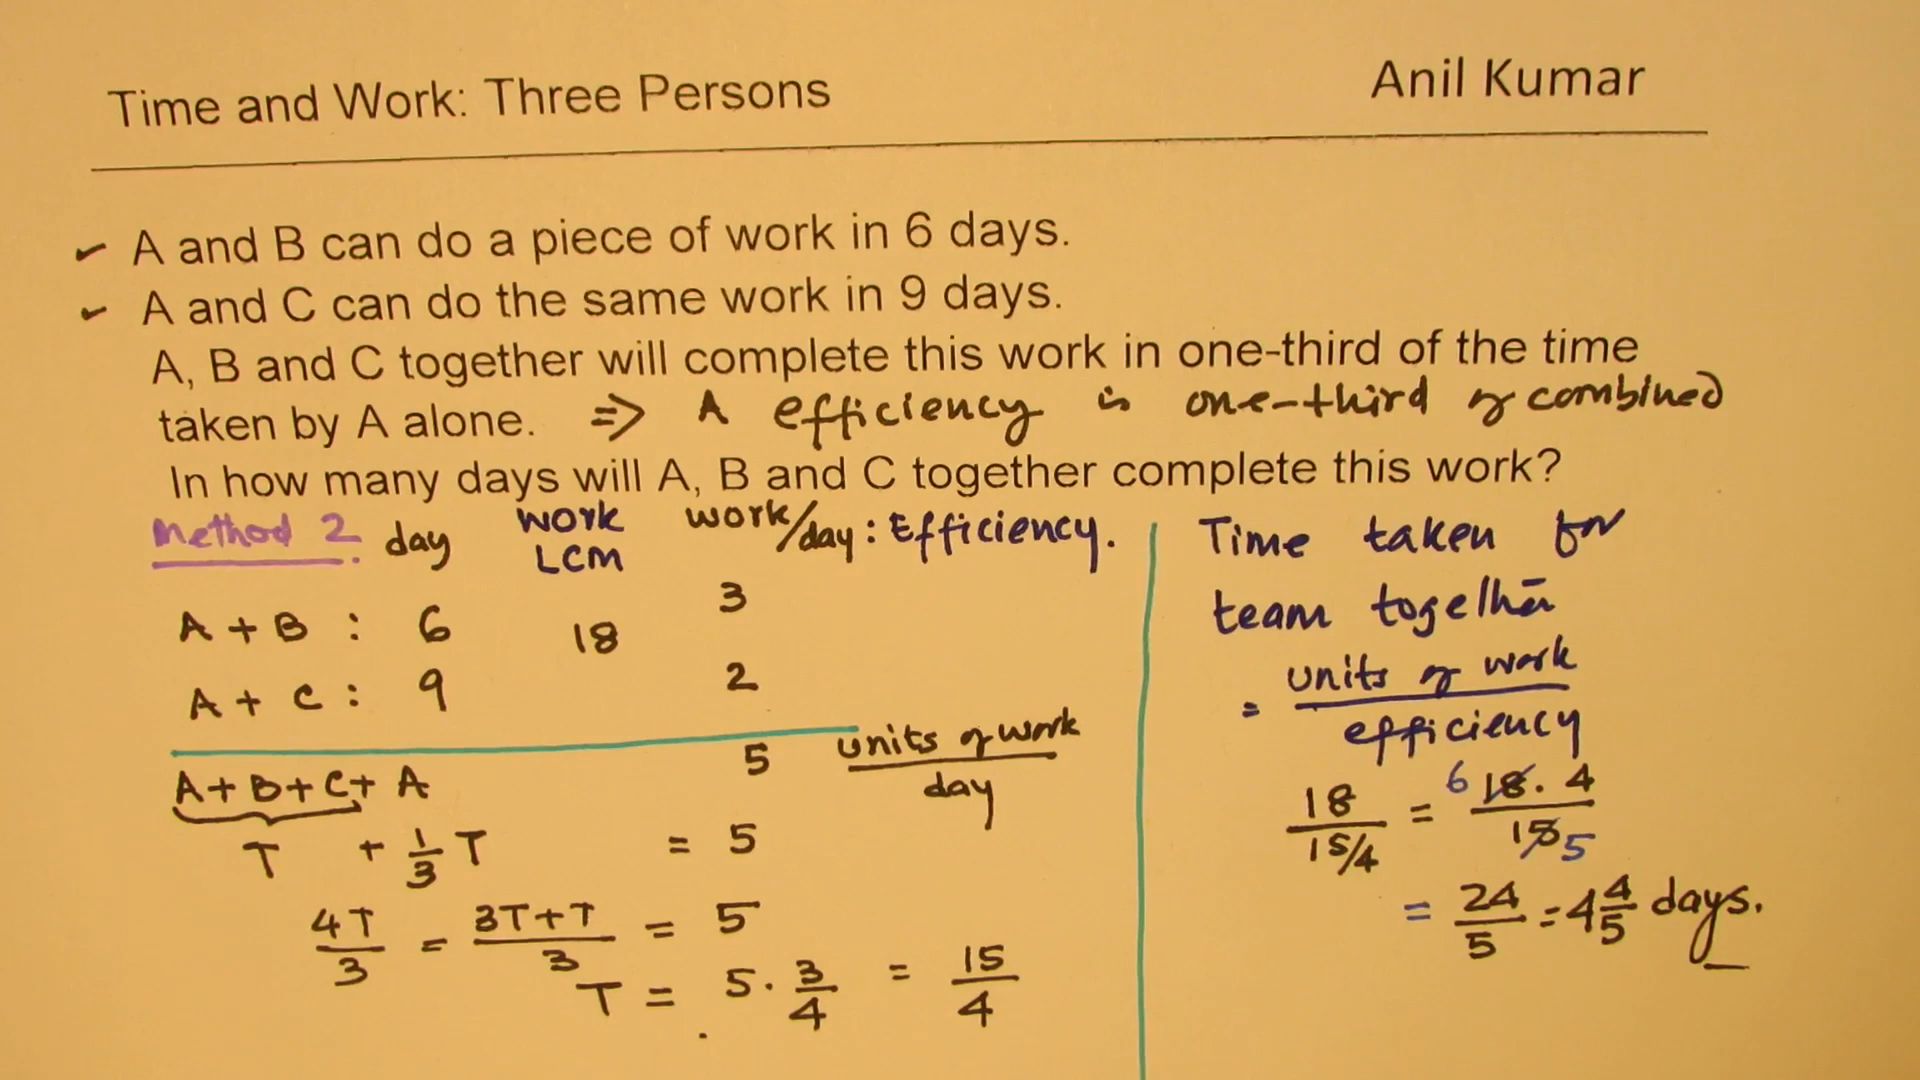 Time and Work: Three Persons
Anil Kumar
✓ A and B can do a piece of work in 6 days.
✓ A and C can do the same work in 9 days.
A, B and C together will complete this work in one-third of the time
taken by A alone. => A efficiency is one-third of combined
In how many days will A, B and C together complete this work?
Method 2. day work LCM work/day : Efficiency.
A + B : 6 18 3
A + C : 9 2
A + B + C + A 5 units of work/day
T + 1/3 T = 5
4T/3 = 3T+T/3 = 5
T = 5 · 3/4 = 15/4
Time taken for
team together
= units of work
efficiency
18/15/4 = 6 18 · 4/15 5
= 24/5 = 4 4/5 days.